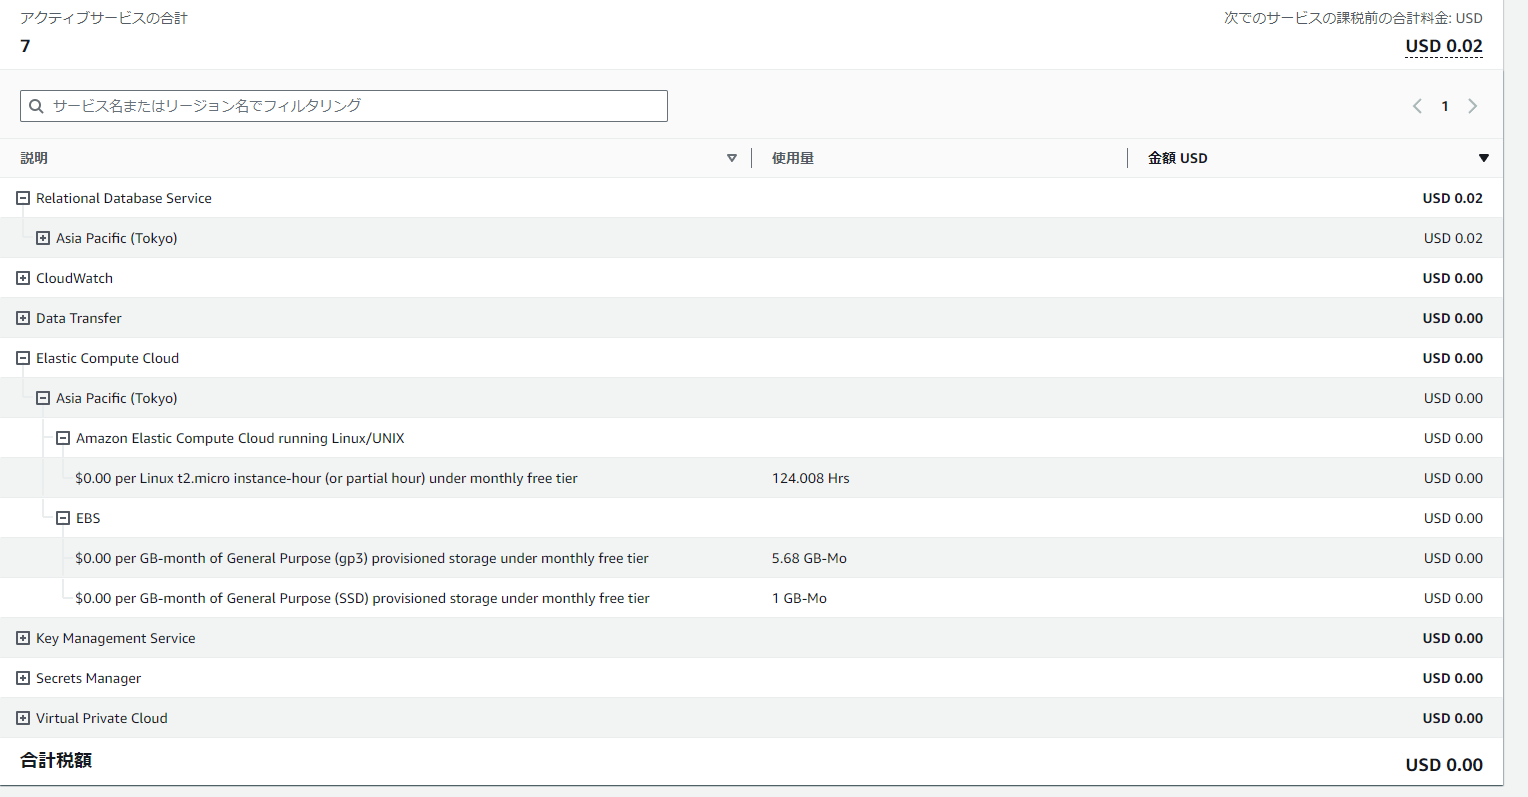 アクティブサービスの合計
次でのサービスの課税前の合計料金: USD
7
USD 0.02
サービス名またはリージョン名でフィルタリング
1
説明 使用量 金額 USD
Relational Database Service USD 0.02
Asia Pacific (Tokyo) USD 0.02
CloudWatch USD 0.00
Data Transfer USD 0.00
Elastic Compute Cloud USD 0.00
Asia Pacific (Tokyo) USD 0.00
Amazon Elastic Compute Cloud running Linux/UNIX USD 0.00
$0.00 per Linux t2.micro instance-hour (or partial hour) under monthly free tier 124.008 Hrs USD 0.00
EBS USD 0.00
$0.00 per GB-month of General Purpose (gp3) provisioned storage under monthly free tier 5.68 GB-Mo USD 0.00
$0.00 per GB-month of General Purpose (SSD) provisioned storage under monthly free tier 1 GB-Mo USD 0.00
Key Management Service USD 0.00
Secrets Manager USD 0.00
Virtual Private Cloud USD 0.00
合計税額 USD 0.00